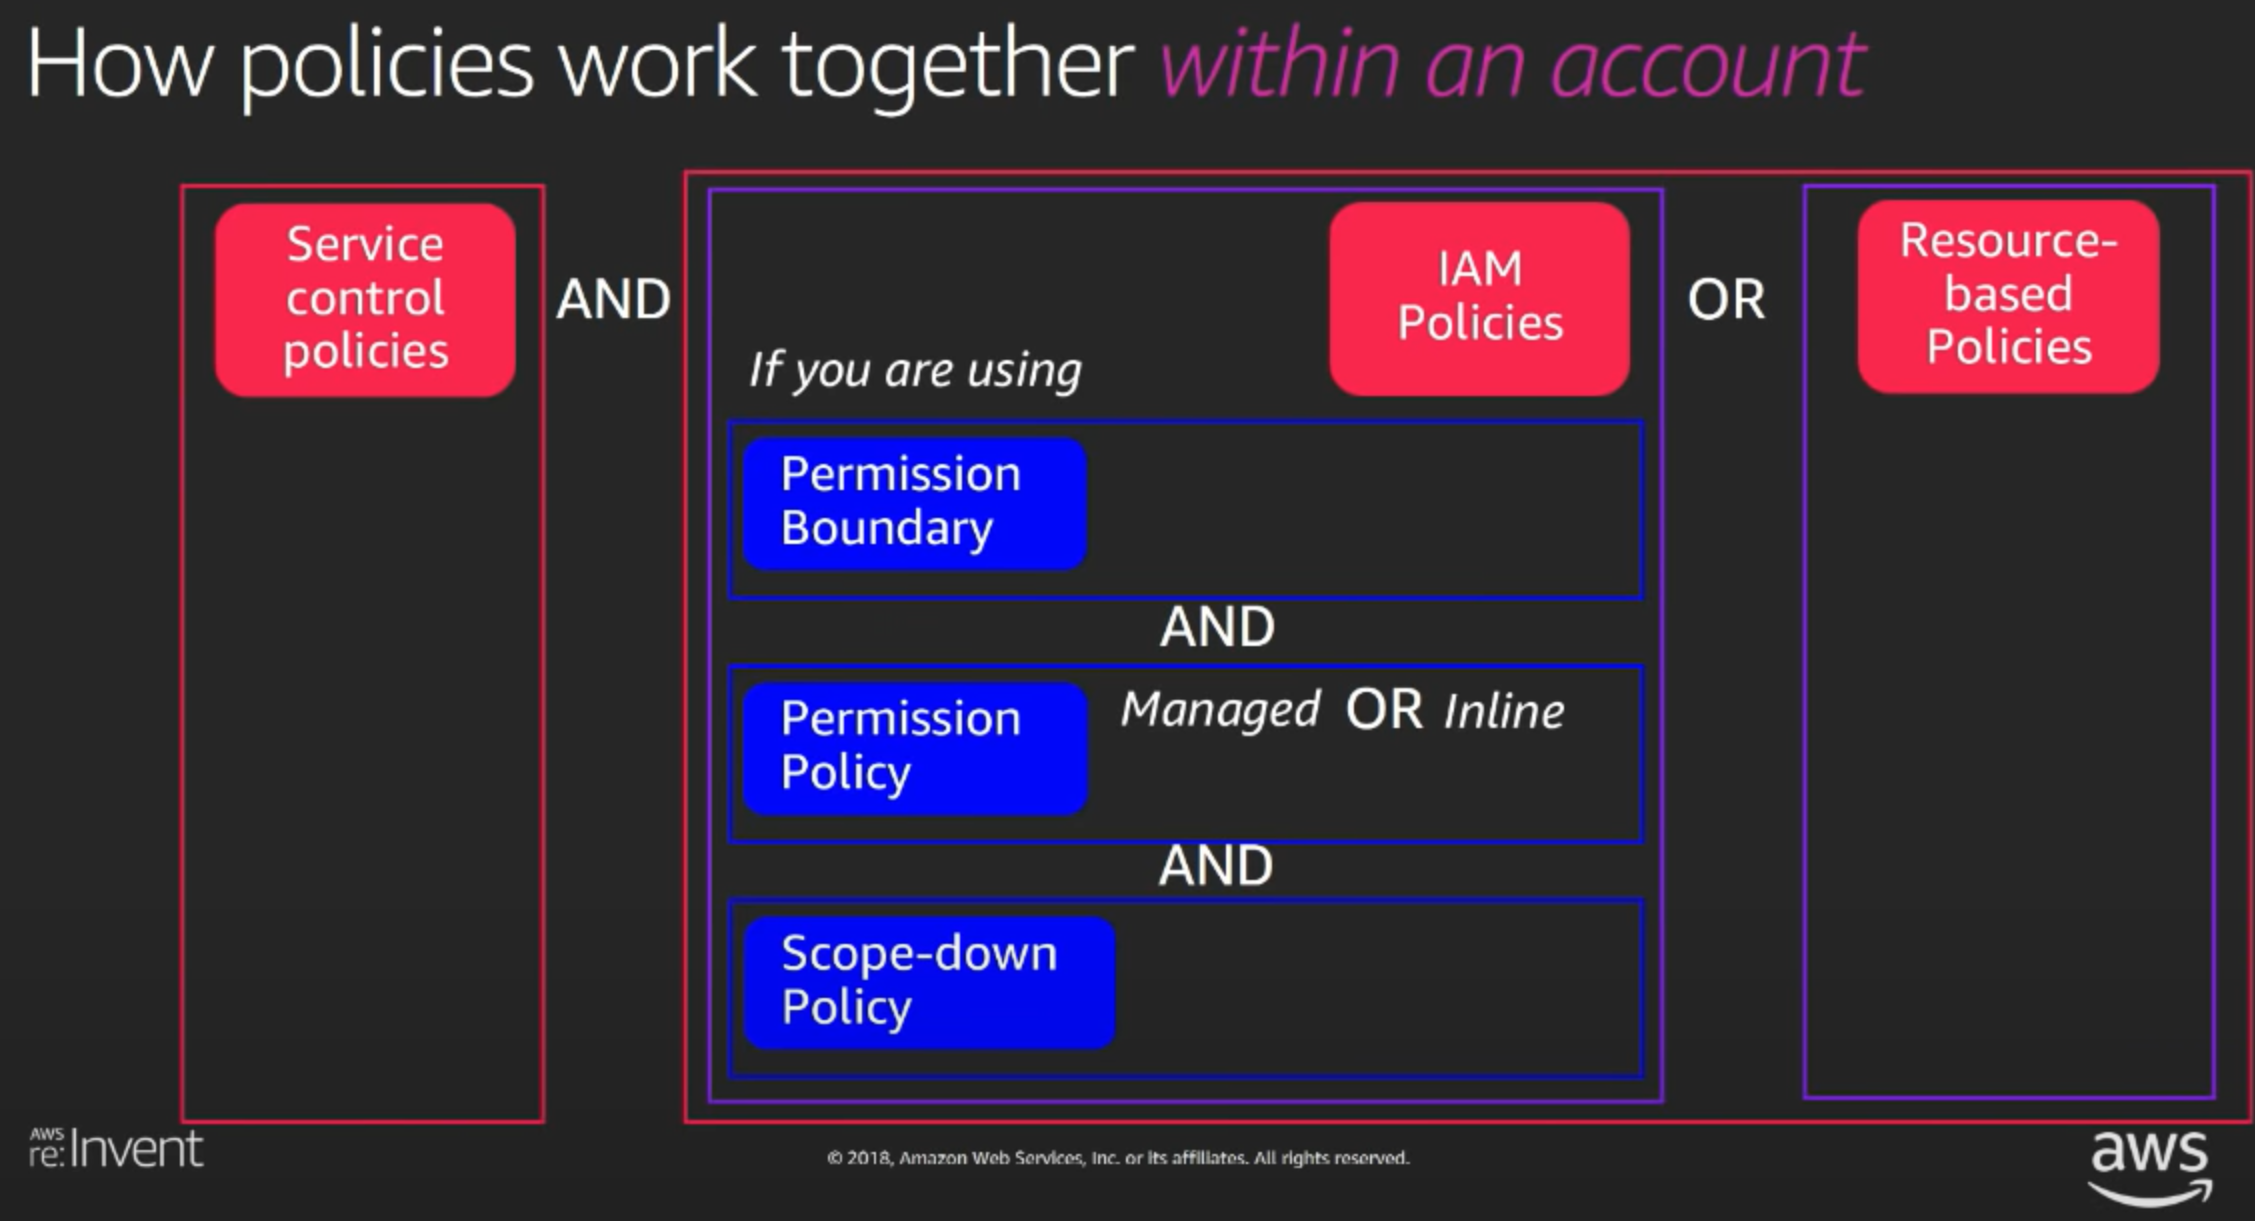 How policies work together within an account
Service
control
policies
AND
If you are using
IAM
Policies
Permission
Boundary
AND
Permission
Policy
Managed OR Inline
AND
Scope-down
Policy
OR
Resource-
based
Policies
AWS
re:Invent
© 2018, Amazon Web Services, Inc. or its affiliates. All rights reserved.
aws